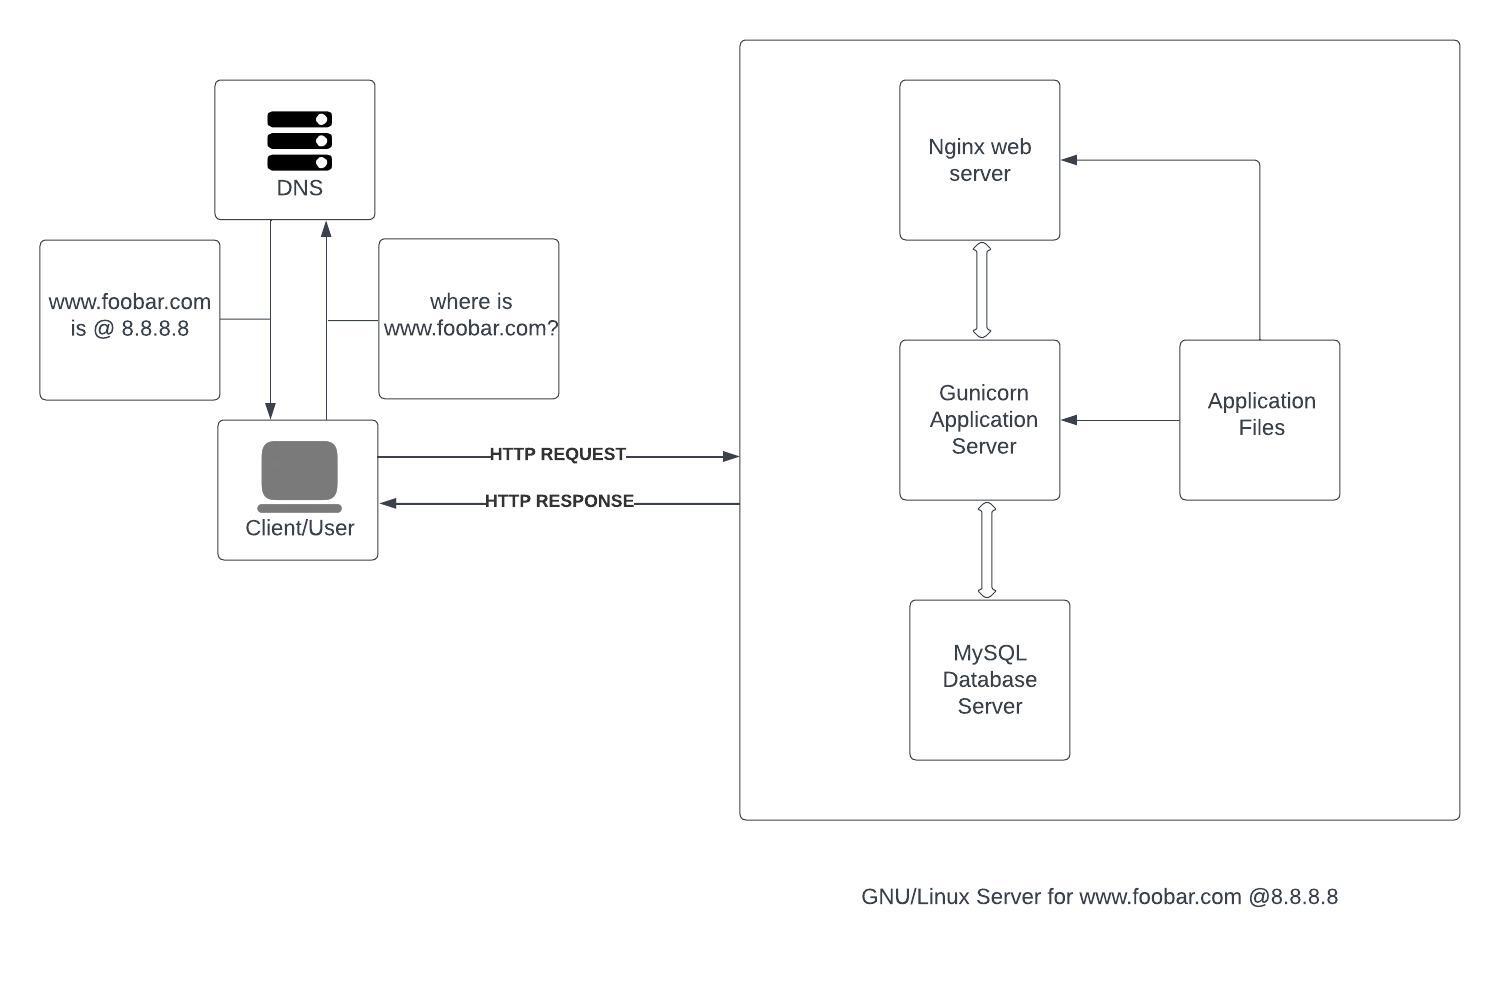 DNS
www.foobar.com
is @ 8.8.8.8
where is
www.foobar.com?
Client/User
HTTP REQUEST
HTTP RESPONSE
Nginx web
server
Gunicorn
Application
Server
Application
Files
MySQL
Database
Server
GNU/Linux Server for www.foobar.com @8.8.8.8